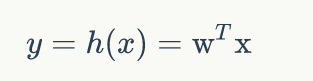 y = h(x) = wᵀx